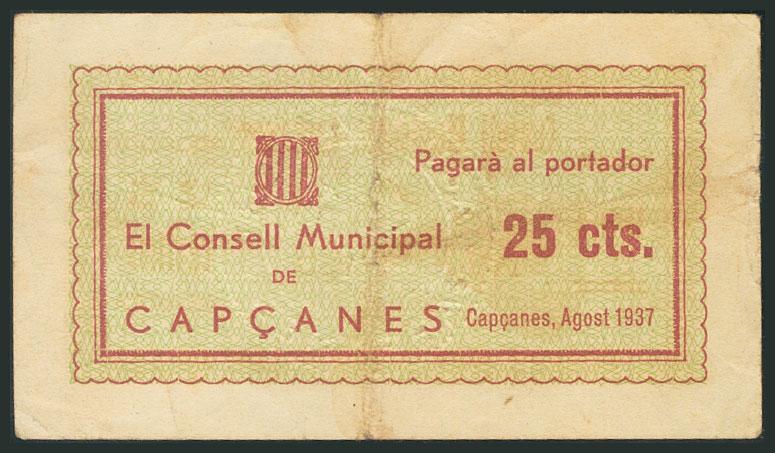 El Consell Municipal
DE
CAPÇANES
Pagarà al portador
25 cts.
Capçanes, Agost 1937